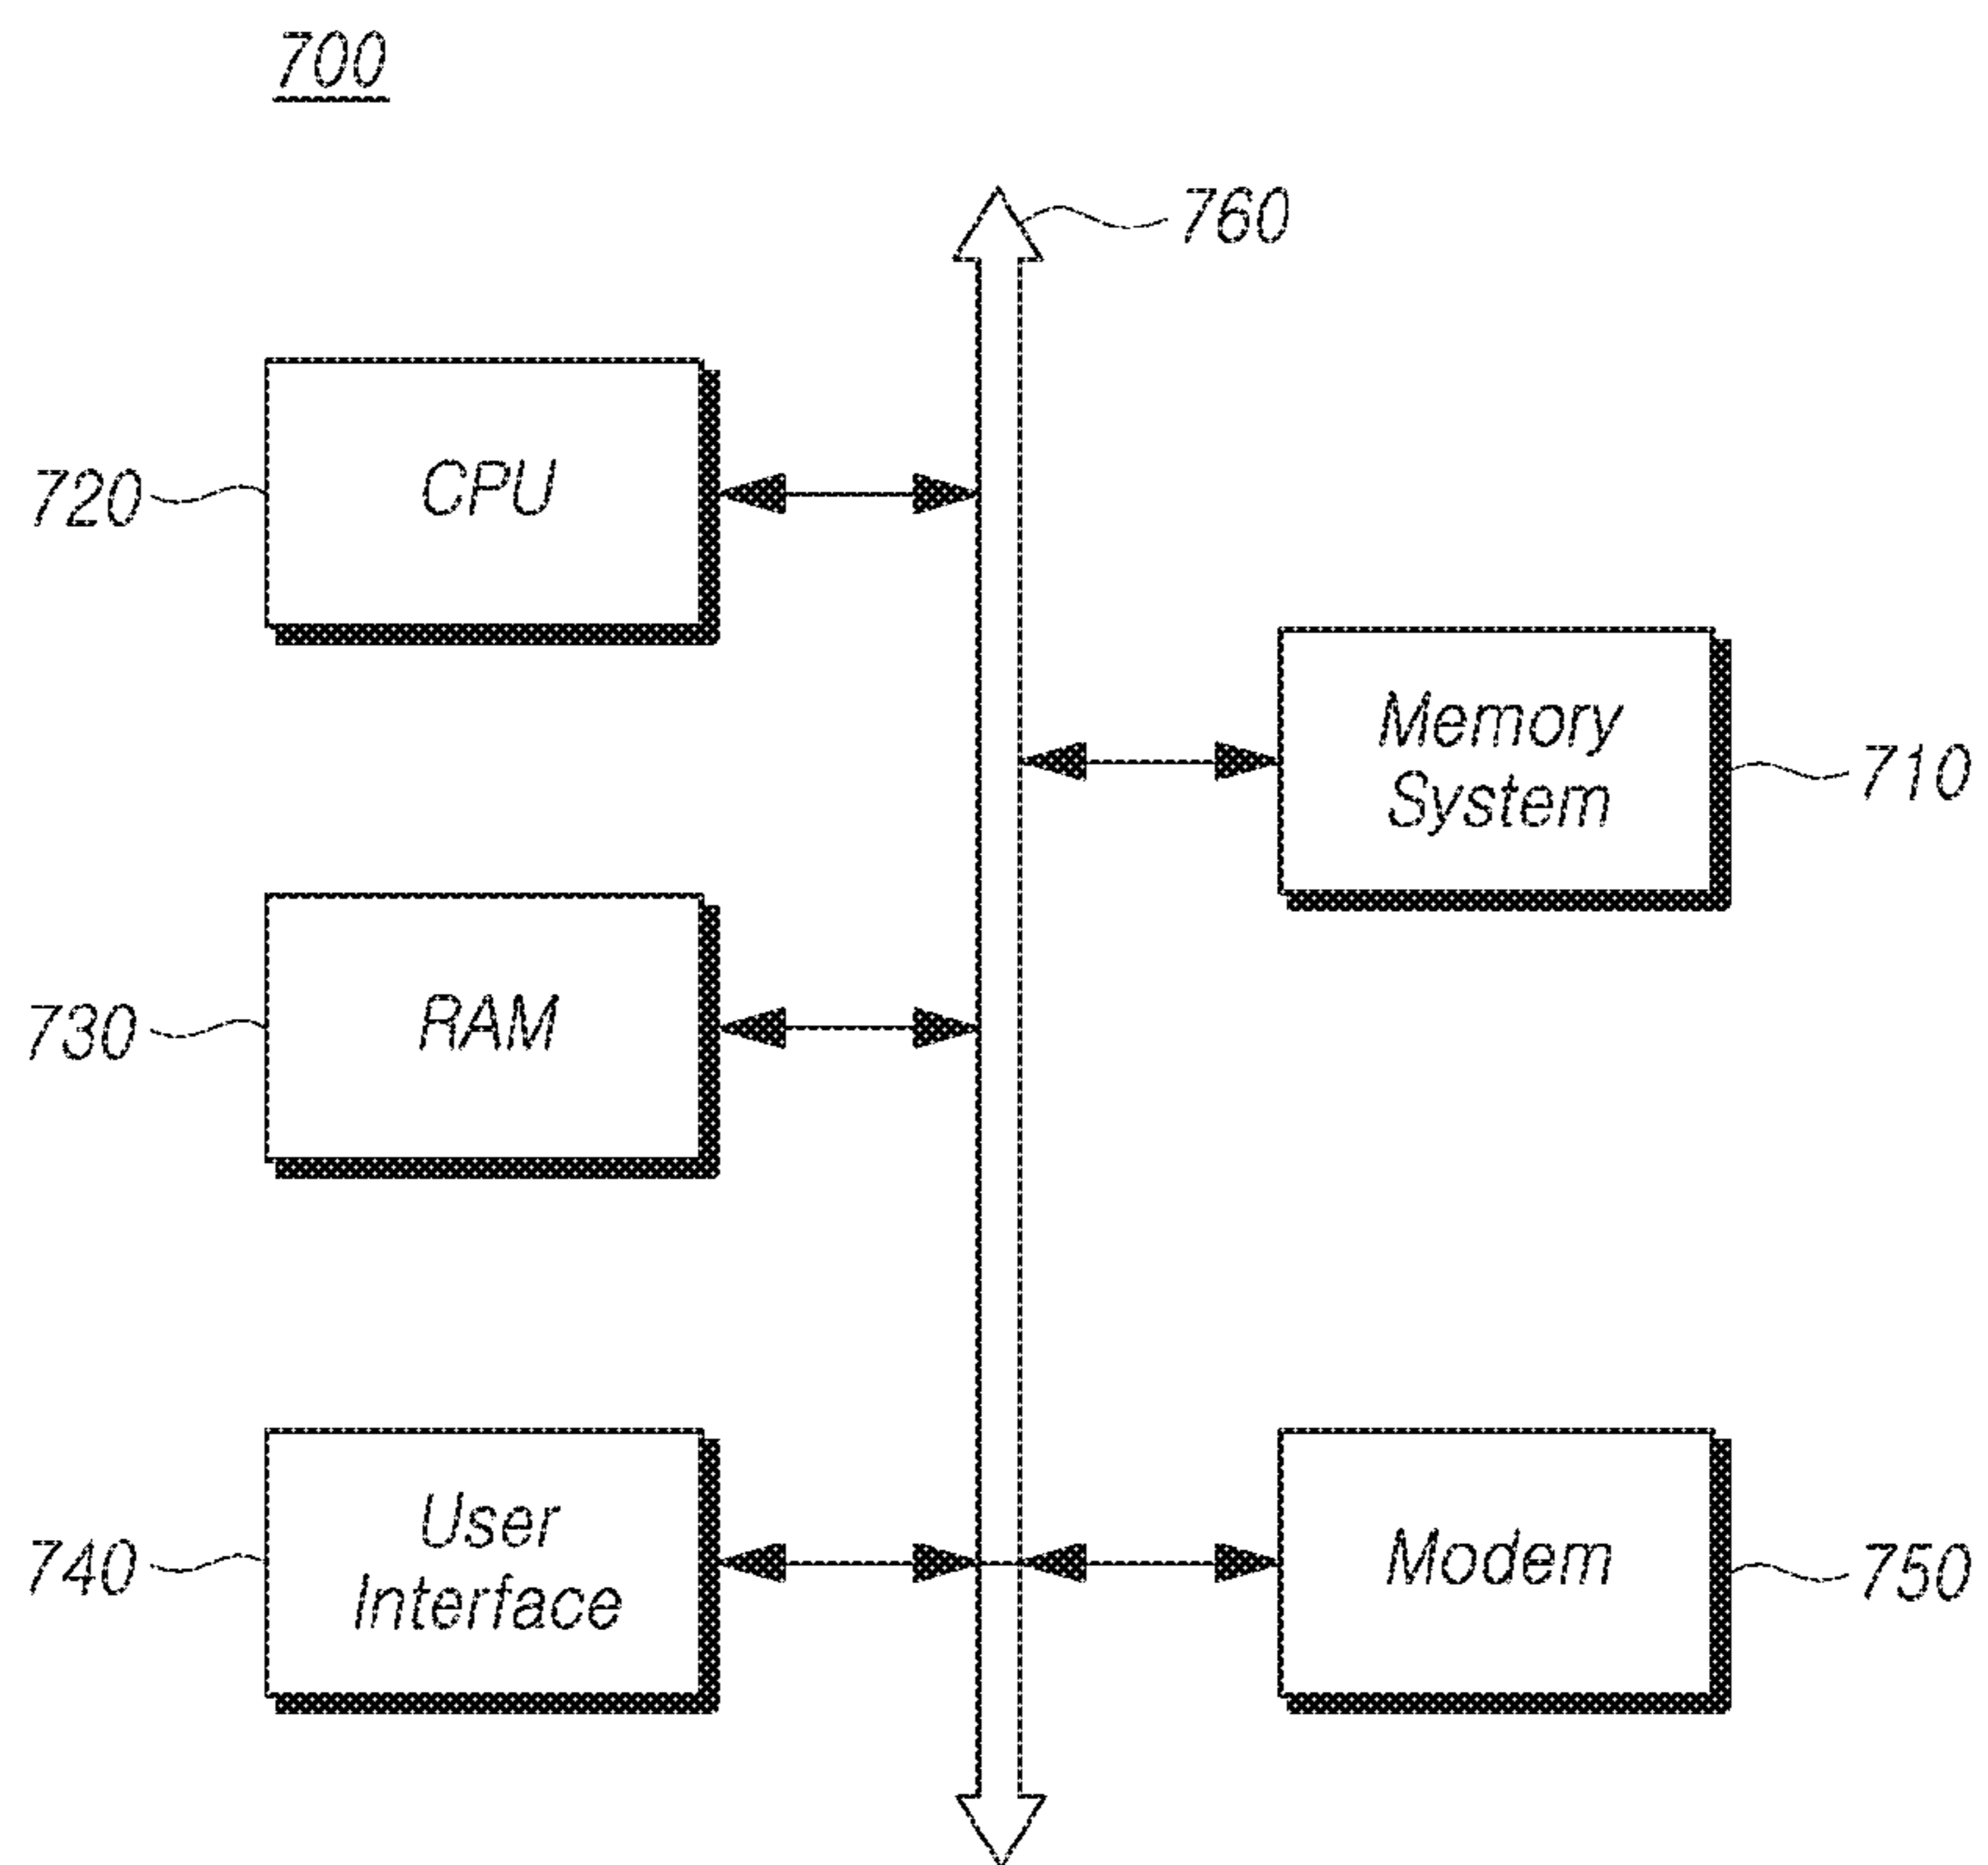 700
760
720
CPU
Memory
System
710
730
RAM
740
User
Interface
Modem
750